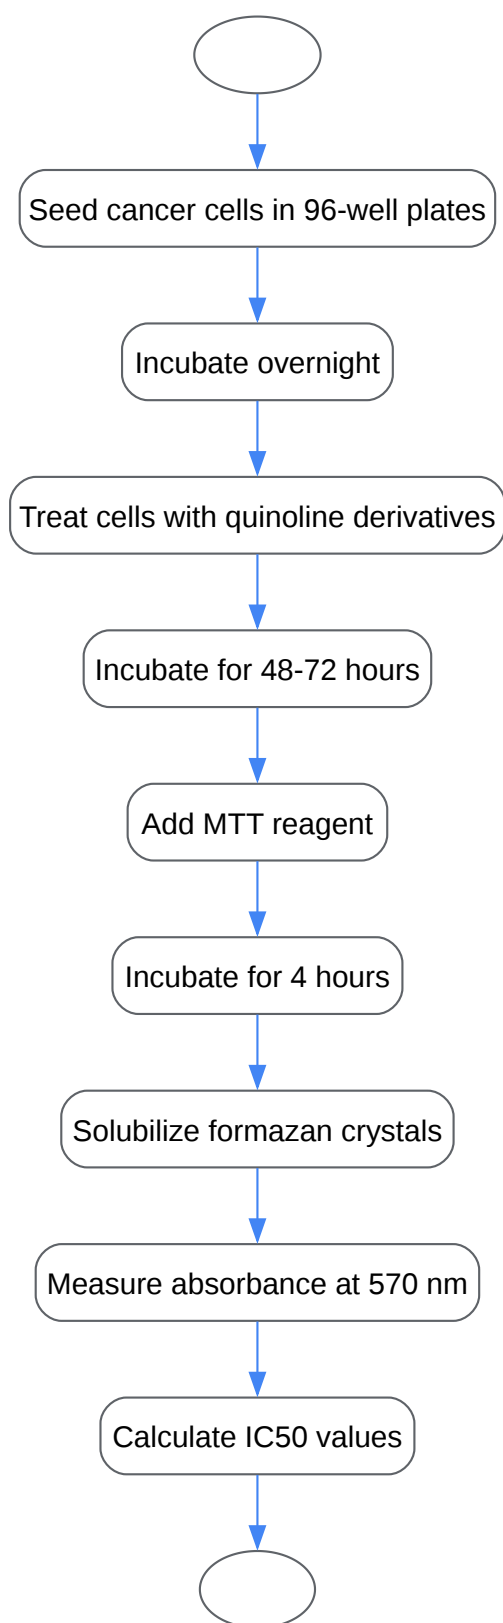 Seed cancer cells in 96-well plates
Incubate overnight
Treat cells with quinoline derivatives
Incubate for 48-72 hours
Add MTT reagent
Incubate for 4 hours
Solubilize formazan crystals
Measure absorbance at 570 nm
Calculate IC50 values